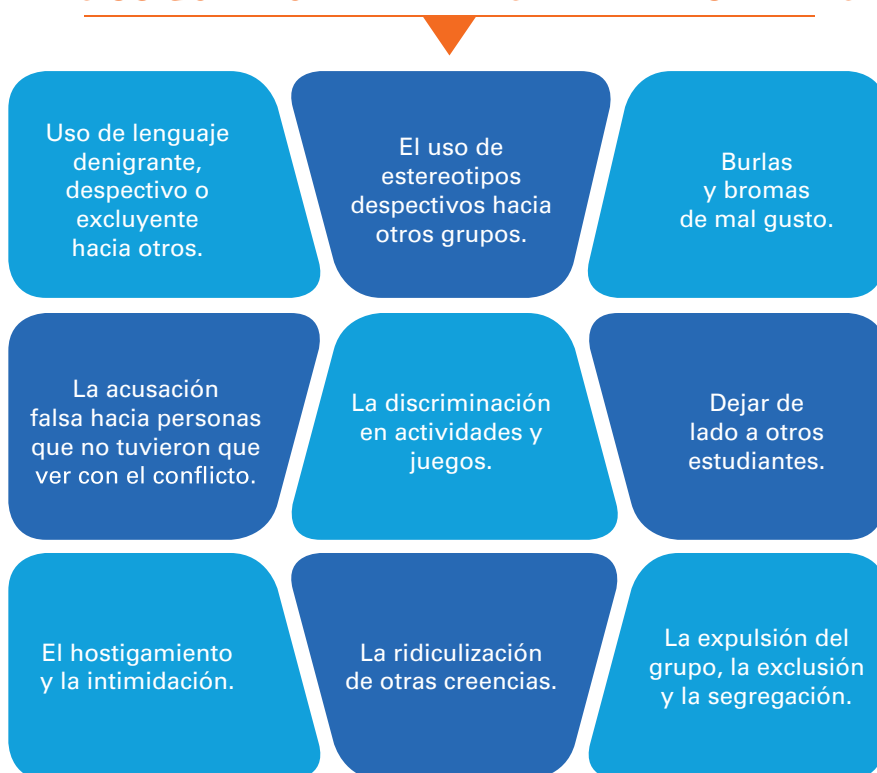 Uso de lenguaje
denigrante,
despectivo o
excluyente
hacia otros.
El uso de
estereotipos
despectivos hacia
otros grupos.
Burlas
y bromas
de mal gusto.
La acusación
falsa hacia personas
que no tuvieron que
ver con el conflicto.
La discriminación
en actividades y
juegos.
Dejar de
lado a otros
estudiantes.
El hostigamiento
y la intimidación.
La ridiculización
de otras creencias.
La expulsión del
grupo, la exclusión
y la segregación.